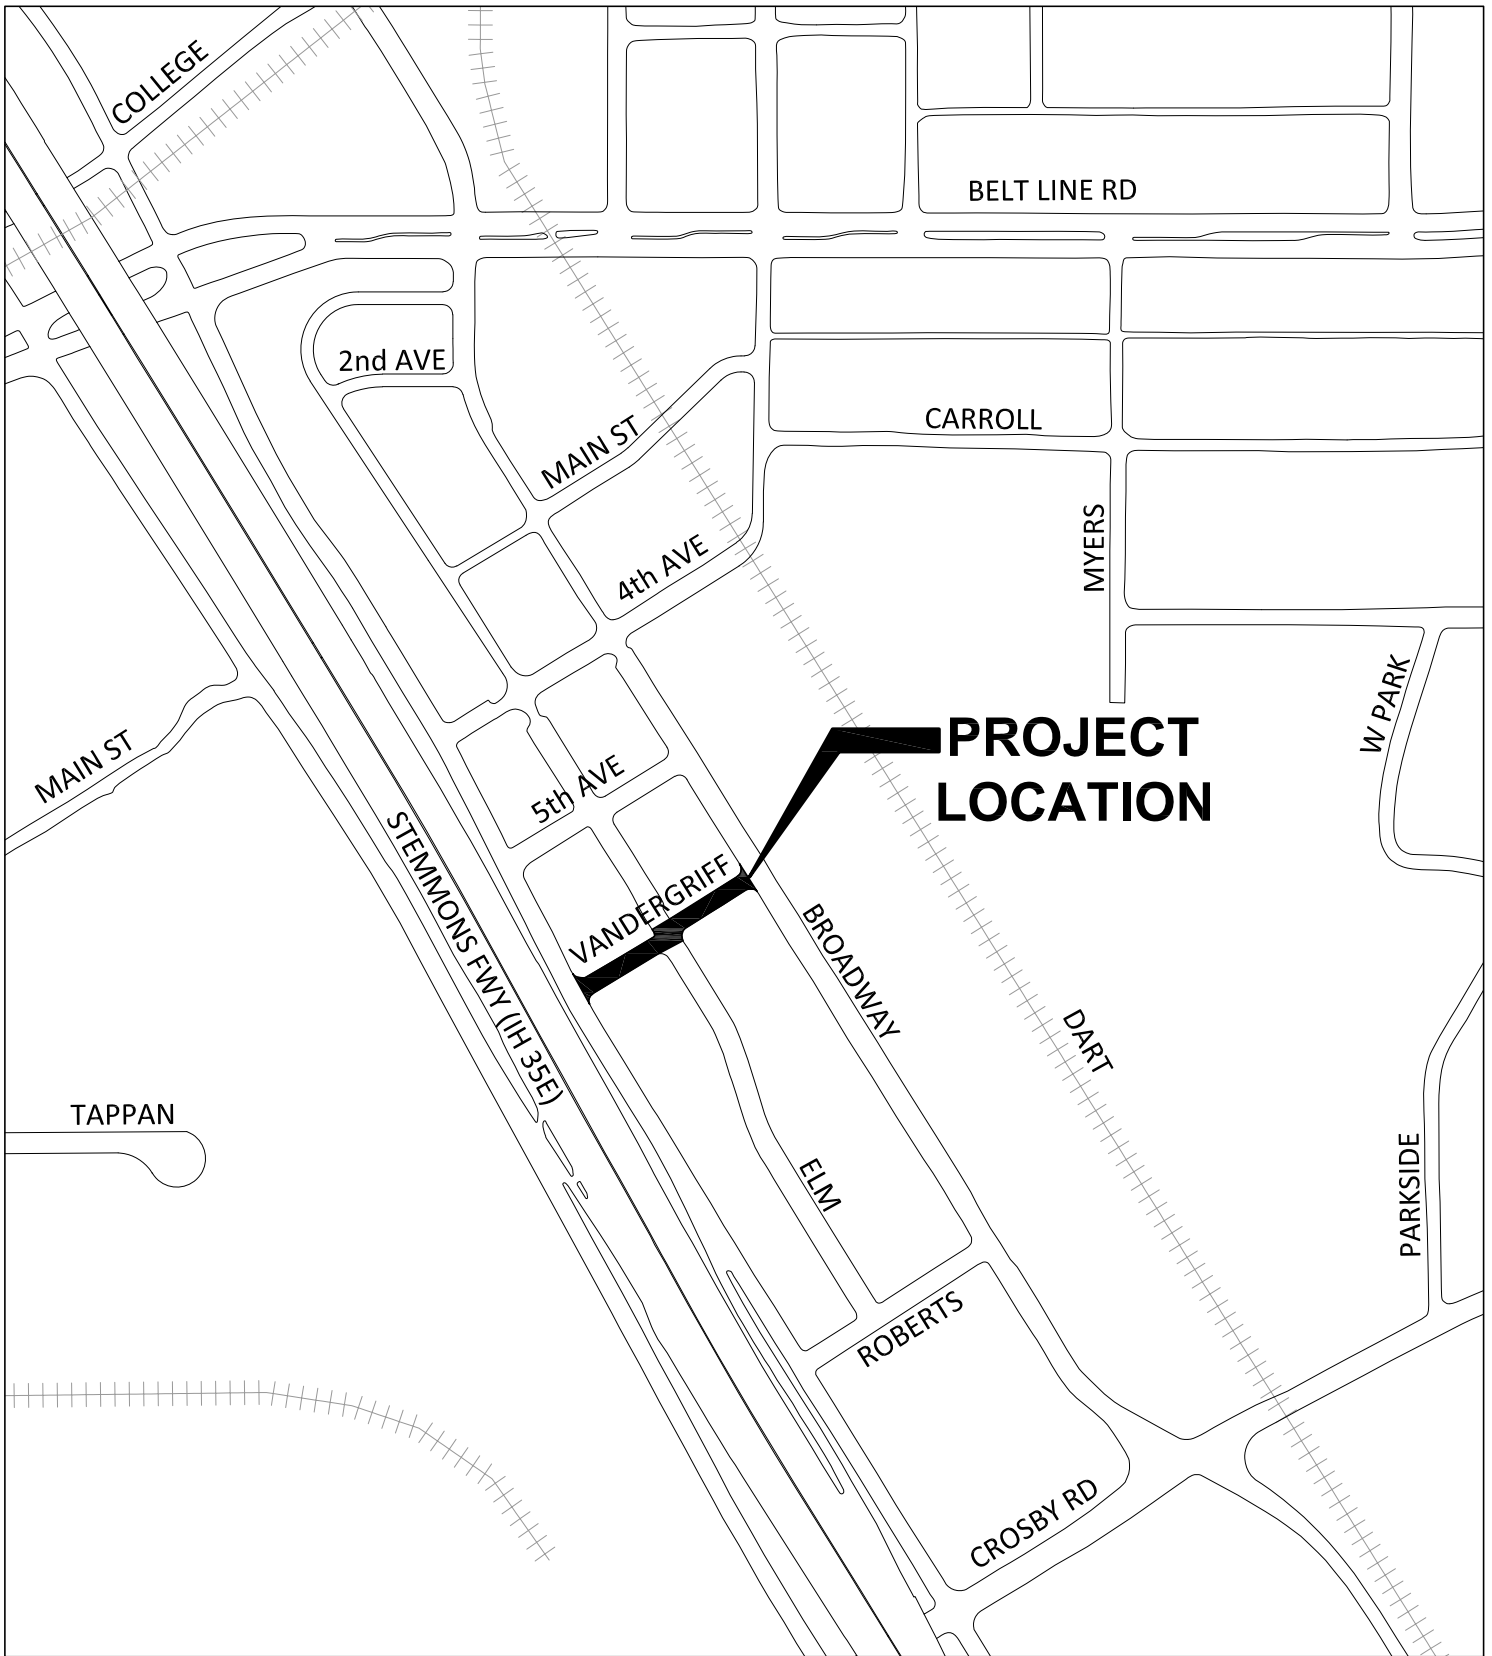 COLLEGE
BELT LINE RD
2nd AVE
CARROLL
MAIN ST
MYERS
4th AVE
W PARK
PROJECT
LOCATION
MAIN ST
5th AVE
STEMMONS FWY (IH 35E)
VANDERGRIFF
BROADWAY
DART
TAPPAN
ELM
PARKSIDE
ROBERTS
CROSBY RD